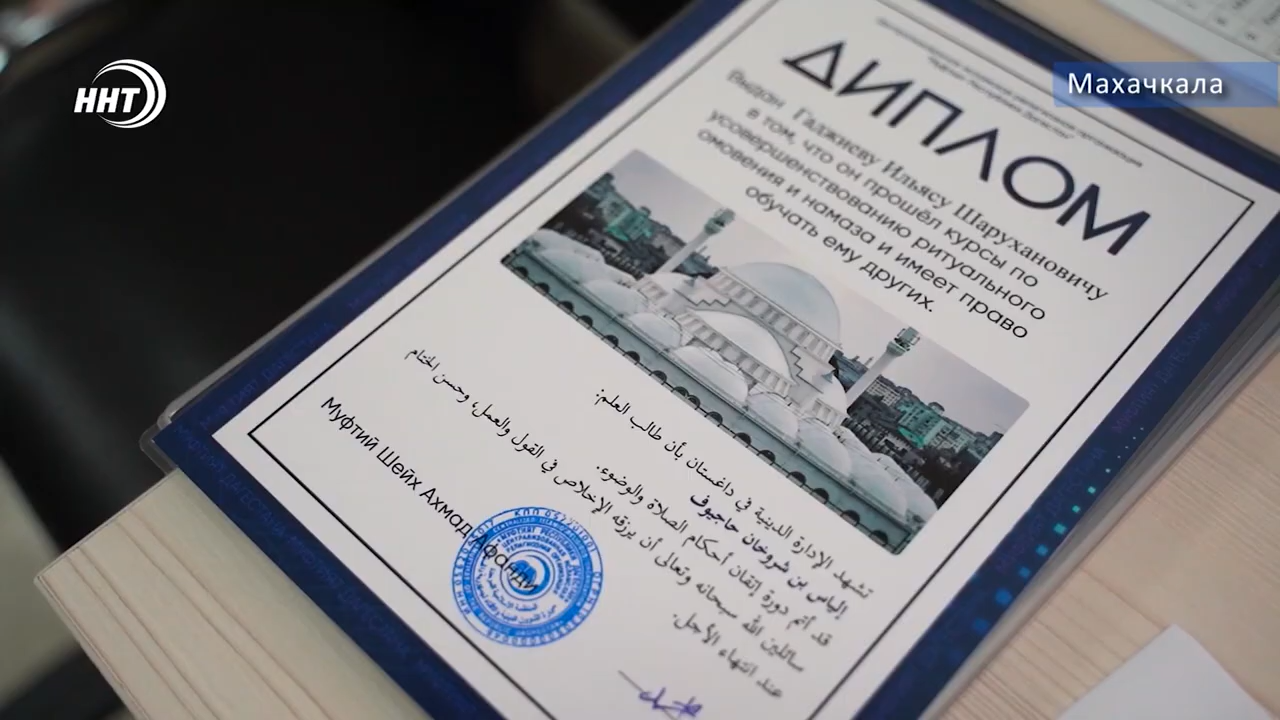 ННТ
Махачкала
ДИПЛОМ
Выдан Гаджиеву Ильясу Шарухановичу
в том, что он прошёл курсы по
усовершенствованию ритуального
омовения и намаза и имеет право
обучать ему других.
تشهد الإدارة الدينية في داغستان بأن طالب العلم:
إلياس بن شروخان حاجيوف
قد أتم دورة إتقان أحكام الصلاة والوضوء.
سائلين الله سبحانه وتعالى أن يرزقه الإخلاص في القول والعمل، وحسن الختام
عند انتهاء الأجل.
Муфтий Шейх Ахмад Афанди